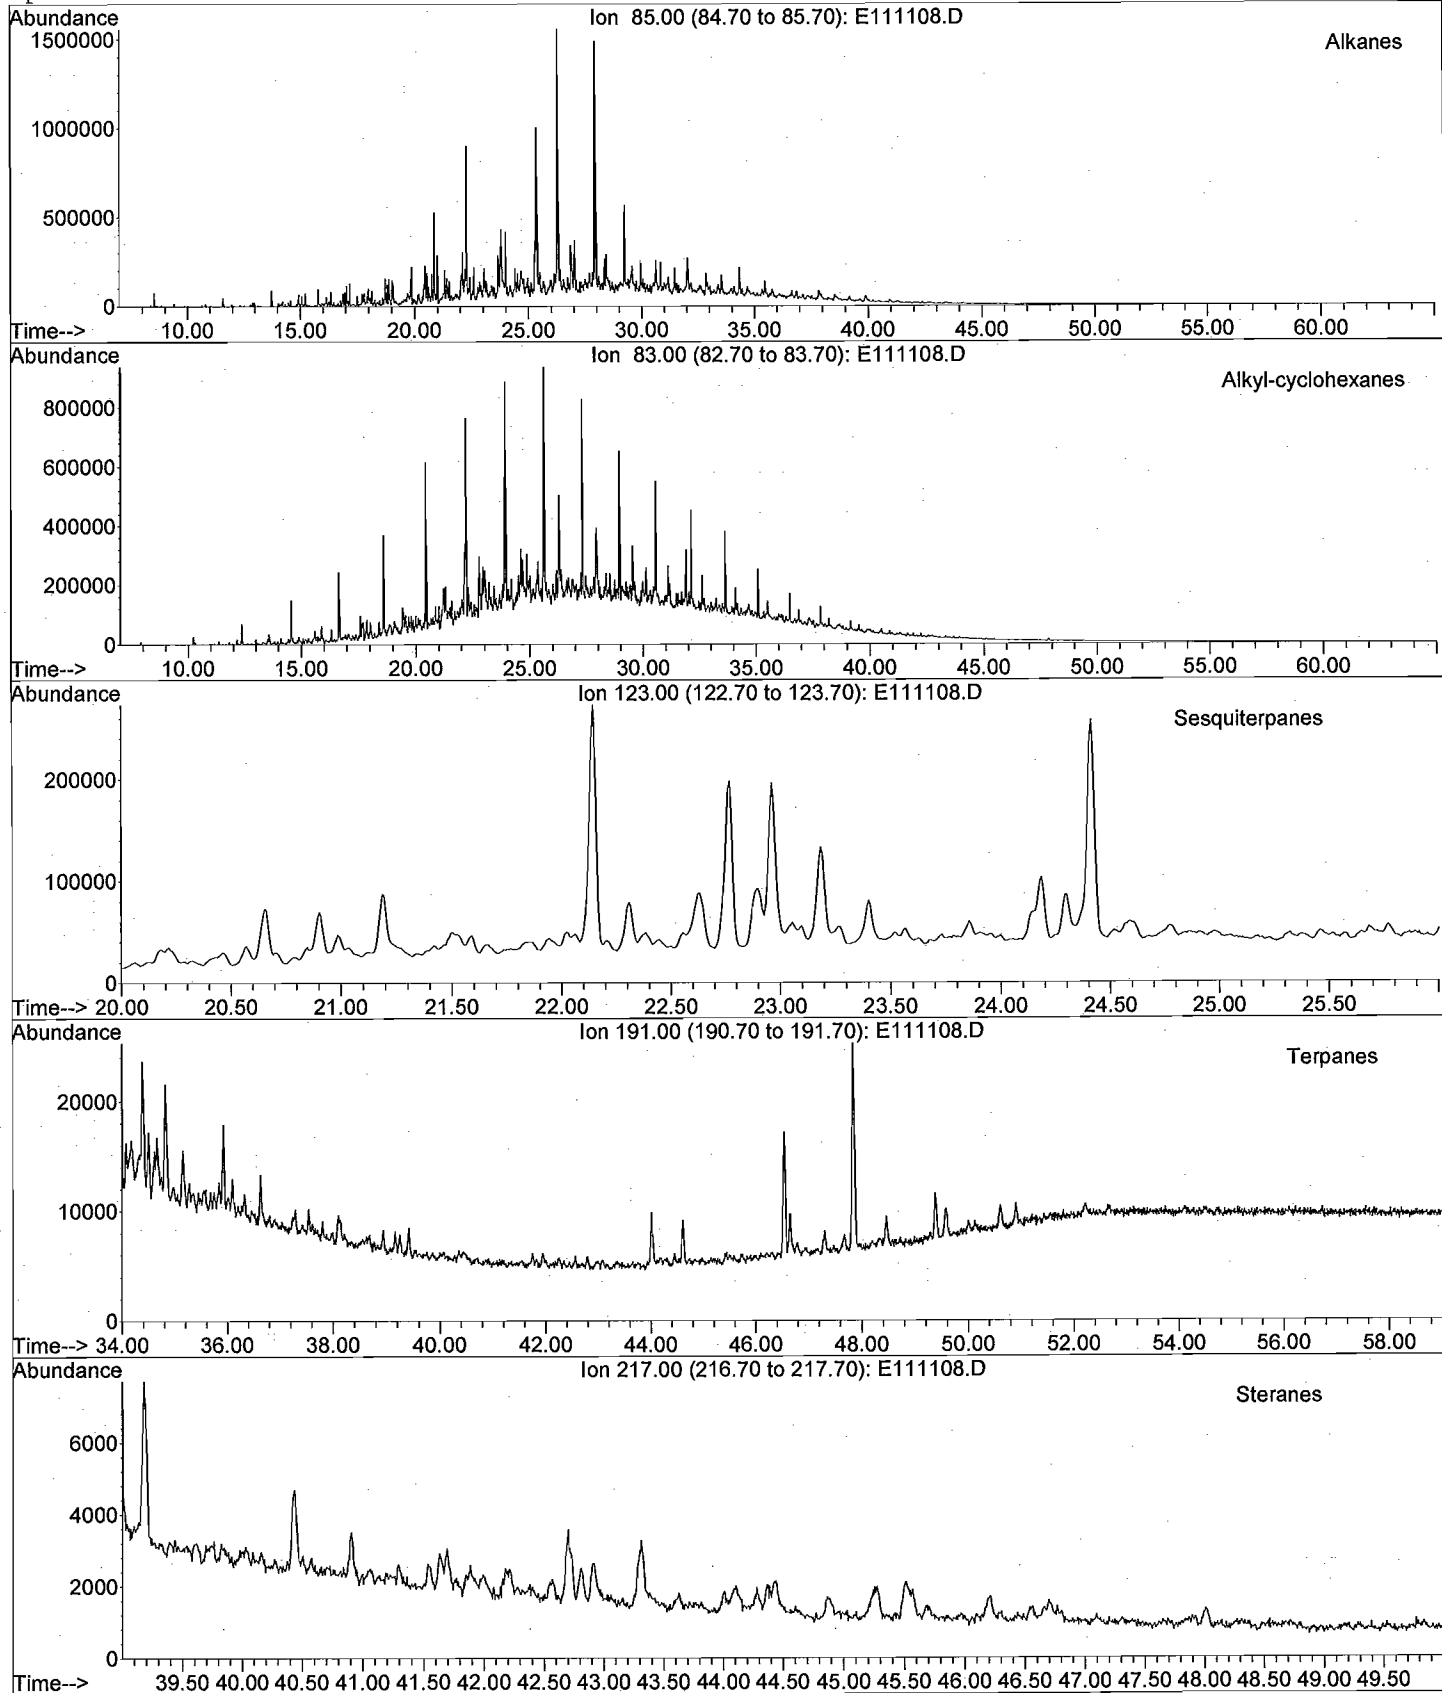 Abundance
Ion 85.00 (84.70 to 85.70): E111108.D
Alkanes
1500000
1000000
500000
0
Time--> 10.00 15.00 20.00 25.00 30.00 35.00 40.00 45.00 50.00 55.00 60.00
Abundance
Ion 83.00 (82.70 to 83.70): E111108.D
Alkyl-cyclohexanes
800000
600000
400000
200000
0
Time--> 10.00 15.00 20.00 25.00 30.00 35.00 40.00 45.00 50.00 55.00 60.00
Abundance
Ion 123.00 (122.70 to 123.70): E111108.D
Sesquiterpanes
200000
100000
0
Time--> 20.00 20.50 21.00 21.50 22.00 22.50 23.00 23.50 24.00 24.50 25.00 25.50
Abundance
Ion 191.00 (190.70 to 191.70): E111108.D
Terpanes
20000
10000
0
Time--> 34.00 36.00 38.00 40.00 42.00 44.00 46.00 48.00 50.00 52.00 54.00 56.00 58.00
Abundance
Ion 217.00 (216.70 to 217.70): E111108.D
Steranes
6000
4000
2000
0
Time--> 39.50 40.00 40.50 41.00 41.50 42.00 42.50 43.00 43.50 44.00 44.50 45.00 45.50 46.00 46.50 47.00 47.50 48.00 48.50 49.00 49.50